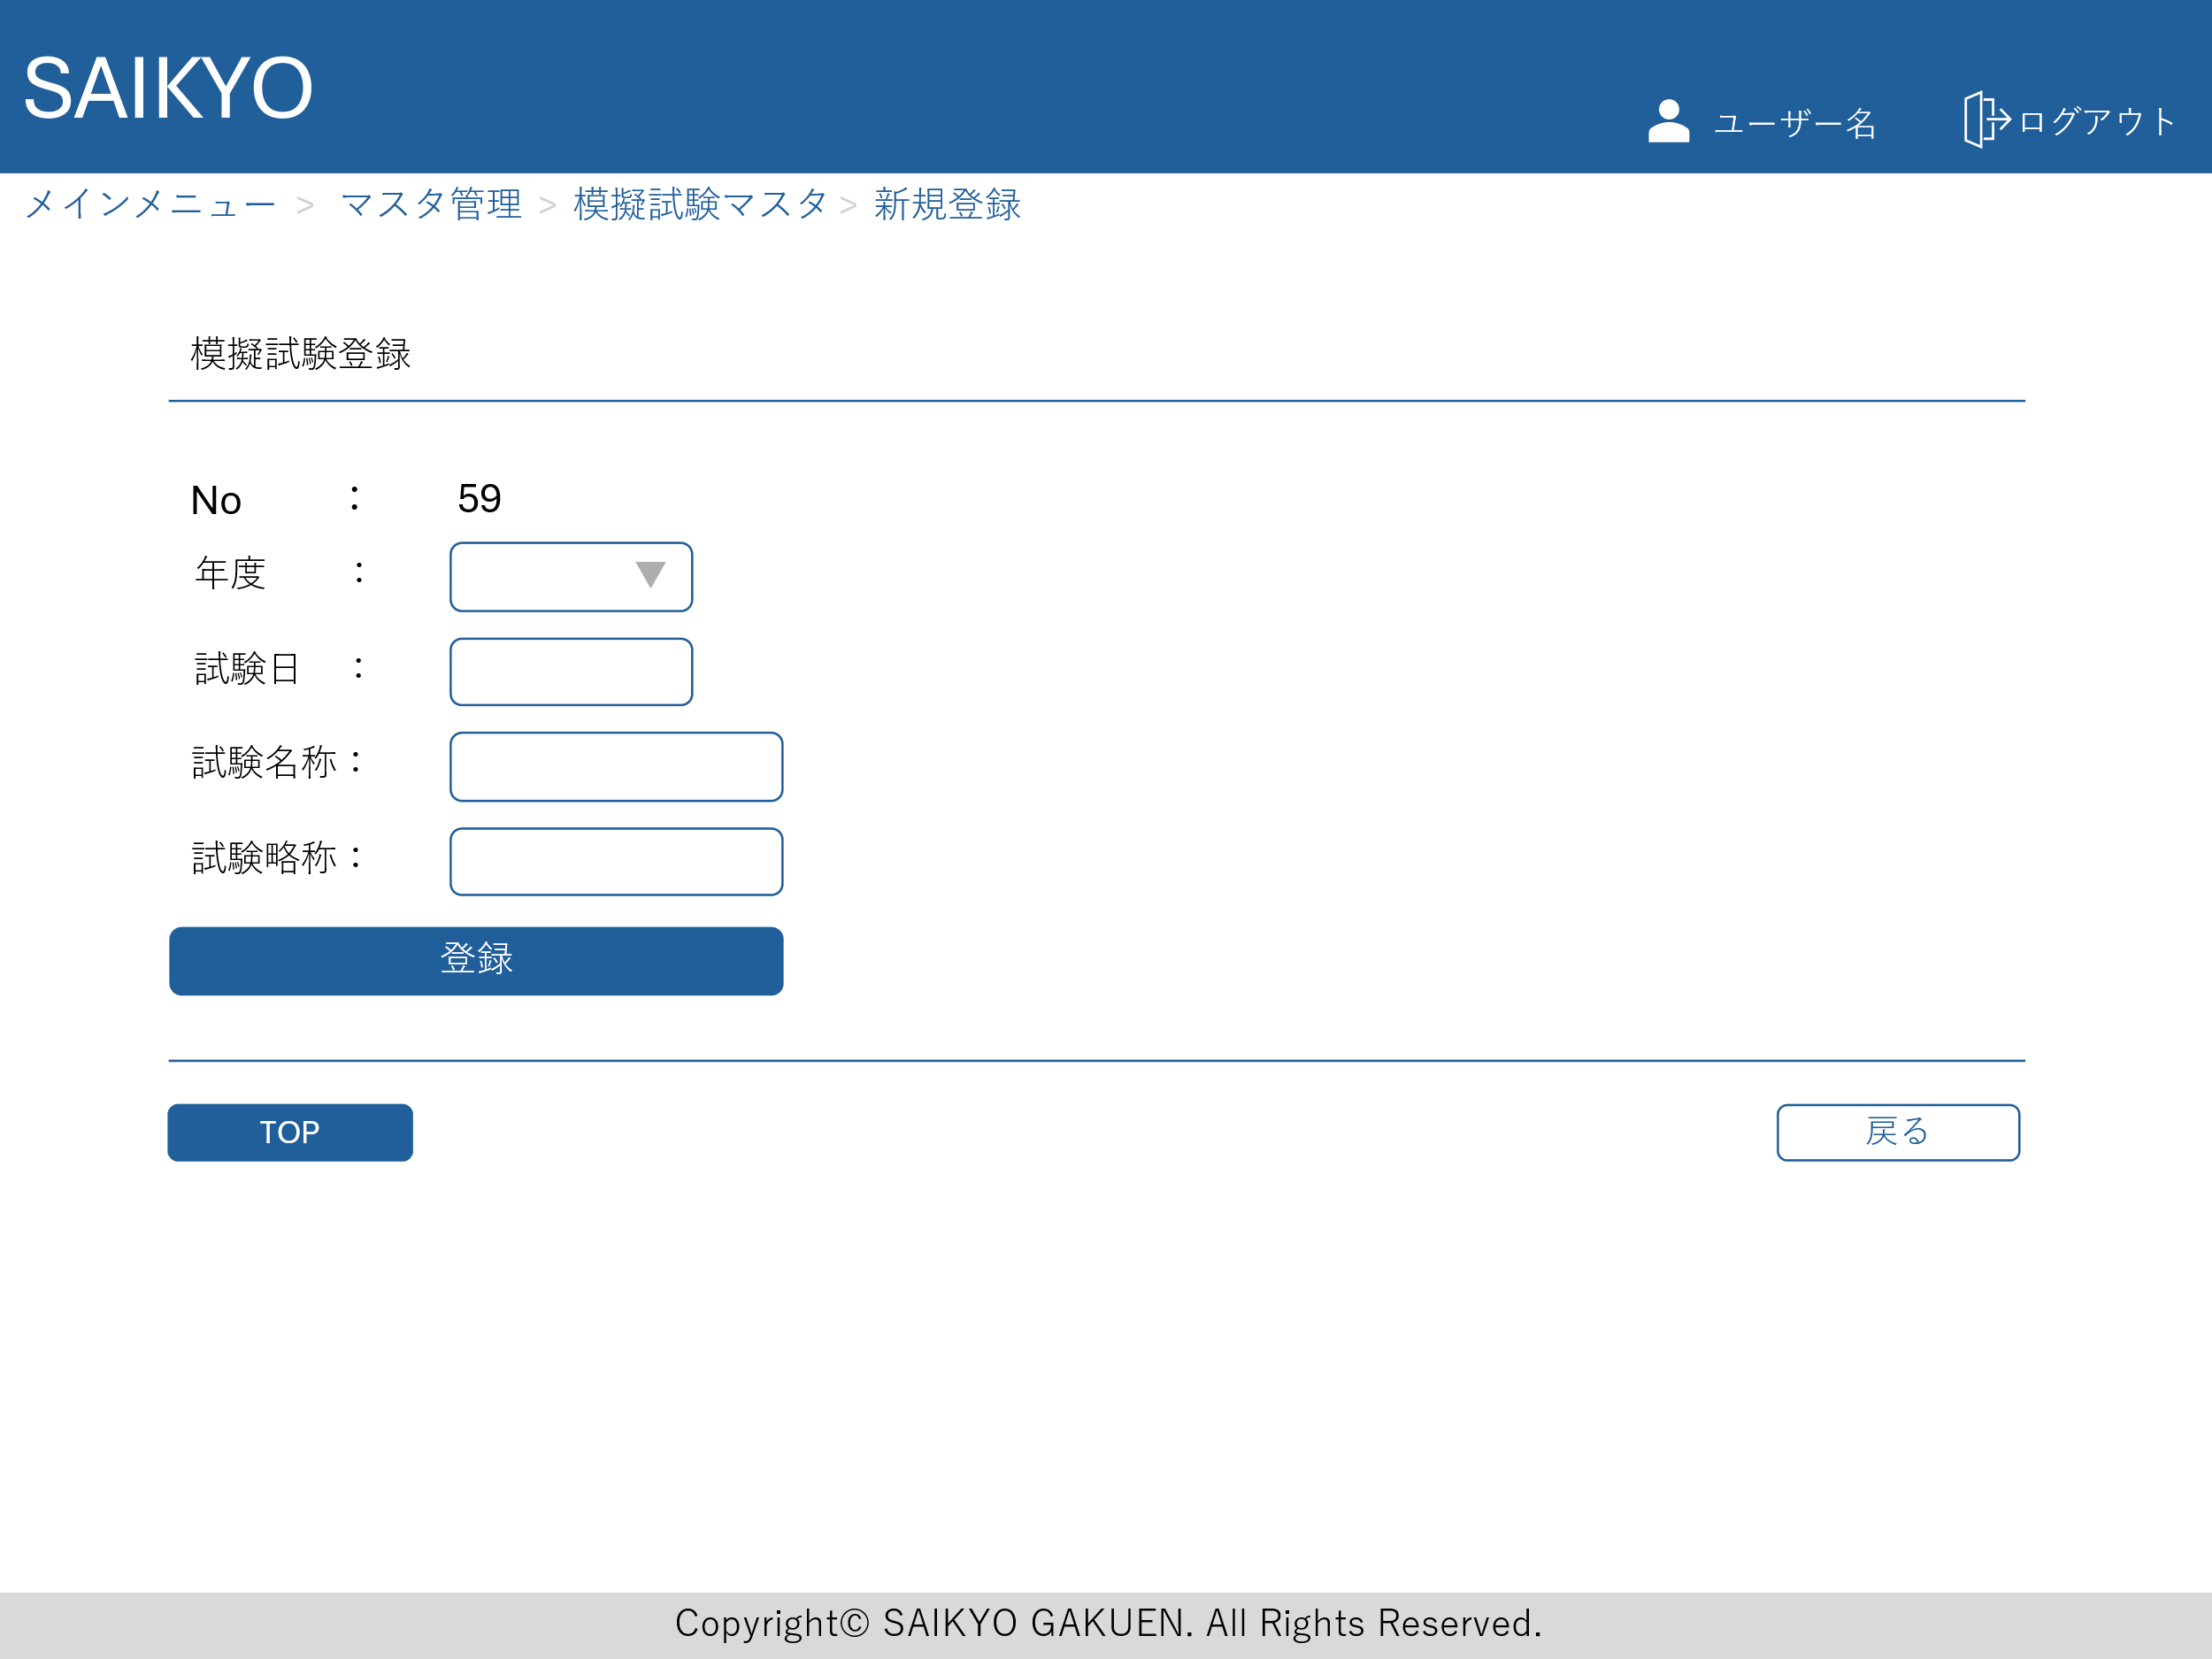 SAIKYO
ユーザー名
ログアウト
メインメニュー > マスタ管理 > 模擬試験マスタ > 新規登録
模擬試験登録
No : 59
年度 :
試験日 :
試験名称:
試験略称:
登録
TOP
戻る
Copyright© SAIKYO GAKUEN. All Rights Reserved.